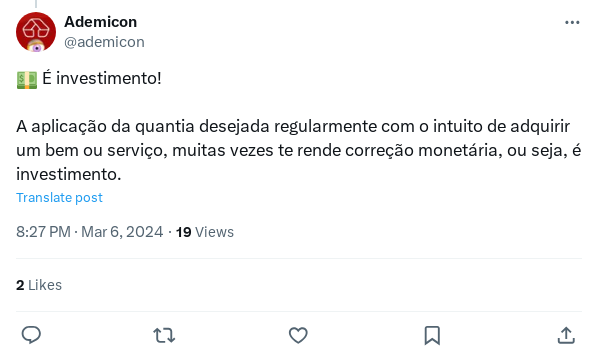 Ademicon
@ademicon
💵 É investimento!
A aplicação da quantia desejada regularmente com o intuito de adquirir
um bem ou serviço, muitas vezes te rende correção monetária, ou seja, é
investimento.
Translate post
8:27 PM · Mar 6, 2024 · 19 Views
2 Likes